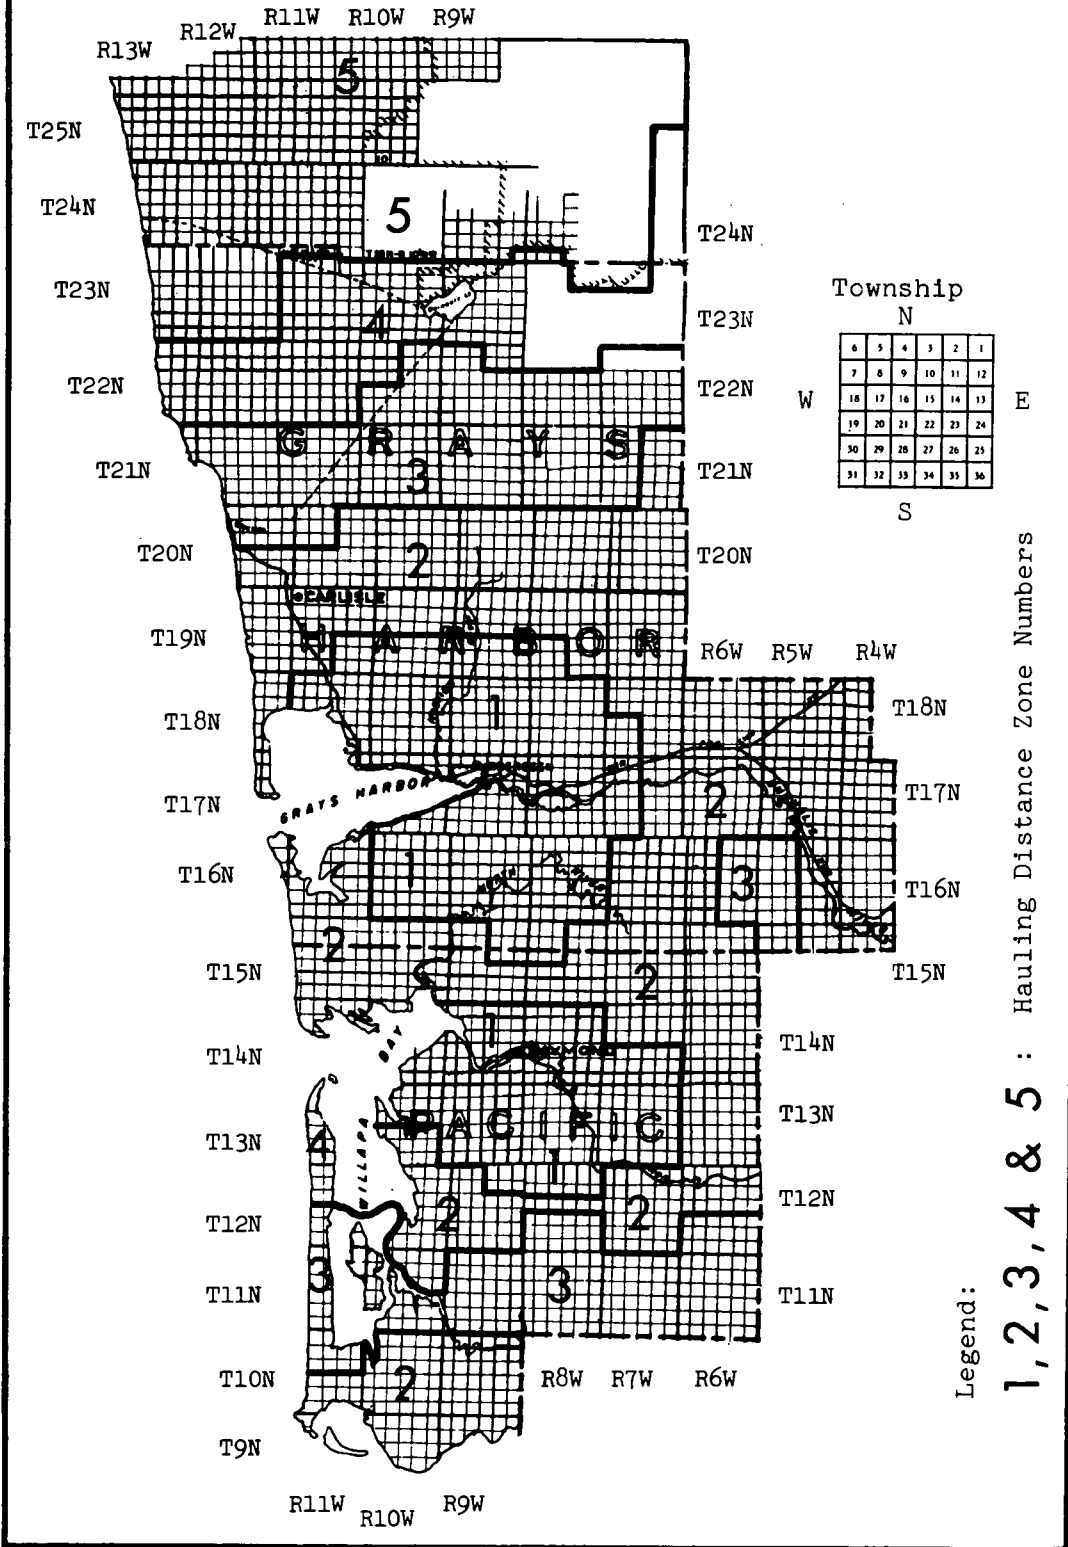 R11W R10W R9W
R12W
R13W
5
T25N
T24N
5
T24N
T23N
4
T23N
T22N
T22N
G R A Y S
T21N
3
T21N
T20N
2
T20N
CARLISLE
T19N
H A R B O R
R6W R5W R4W
T18N
1
T18N
GRAYS HARBOR
T17N
2
T17N
T16N
1
NORTH
3
T16N
2
T15N
2
T15N
BAY
T14N
1
RAYMOND
T14N
P A C I F I C
T13N
T13N
4
WILLAPA
1
T12N
T12N
2
2
3
3
T11N
T11N
R8W R7W R6W
T10N
2
T9N
R11W R10W R9W
Township
N
W
E
S
6 5 4 3 2 1
7 8 9 10 11 12
18 17 16 15 14 13
19 20 21 22 23 24
30 29 28 27 26 25
31 32 33 34 35 36
Legend:
1, 2, 3, 4 & 5 : Hauling Distance Zone Numbers